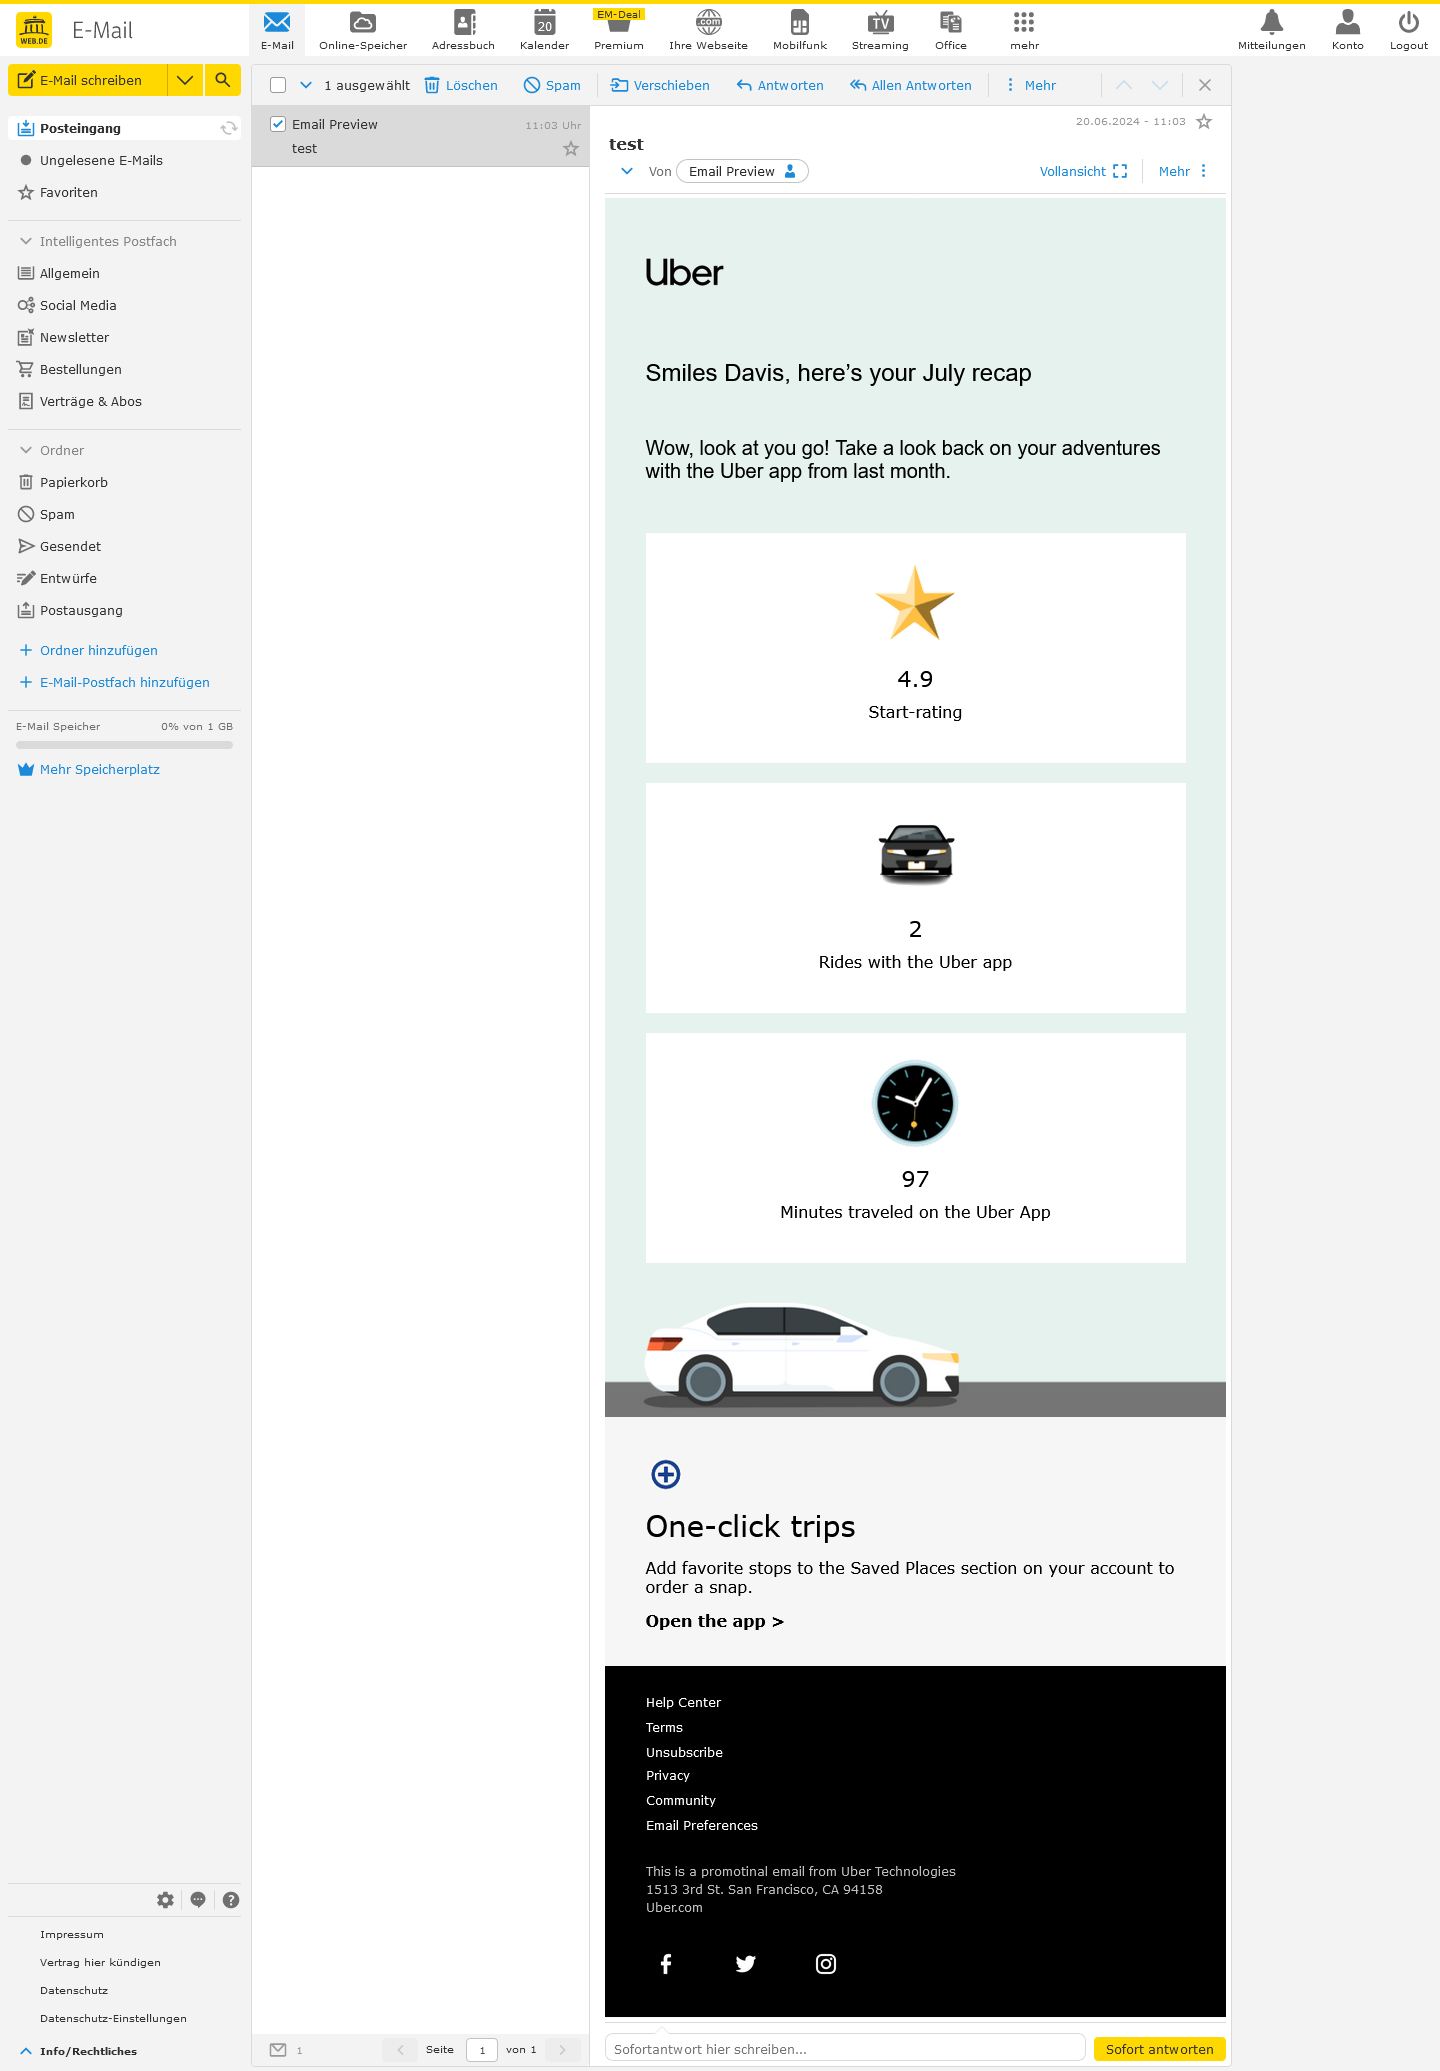 WEB.DE
E-Mail
E-Mail
Online-Speicher
Adressbuch
20
Kalender
EM-Deal
Premium
.com
Ihre Webseite
Mobilfunk
TV
Streaming
Office
mehr
Mitteilungen
Konto
Logout
E-Mail schreiben
Posteingang
Ungelesene E-Mails
Favoriten
Intelligentes Postfach
Allgemein
Social Media
Newsletter
Bestellungen
Verträge & Abos
Ordner
Papierkorb
Spam
Gesendet
Entwürfe
Postausgang
Ordner hinzufügen
E-Mail-Postfach hinzufügen
E-Mail Speicher 0% von 1 GB
Mehr Speicherplatz
Impressum
Vertrag hier kündigen
Datenschutz
Datenschutz-Einstellungen
Info/Rechtliches
1 ausgewählt
Löschen
Spam
Verschieben
Antworten
Allen Antworten
Mehr
Email Preview 11:03 Uhr
test
1
Seite 1 von 1
20.06.2024 - 11:03
test
Von Email Preview
Vollansicht
Mehr
Uber
Smiles Davis, here’s your July recap
Wow, look at you go! Take a look back on your adventures
with the Uber app from last month.
4.9
Start-rating
2
Rides with the Uber app
97
Minutes traveled on the Uber App
One-click trips
Add favorite stops to the Saved Places section on your account to
order a snap.
Open the app >
Help Center
Terms
Unsubscribe
Privacy
Community
Email Preferences
This is a promotinal email from Uber Technologies
1513 3rd St. San Francisco, CA 94158
Uber.com
Sofortantwort hier schreiben...
Sofort antworten